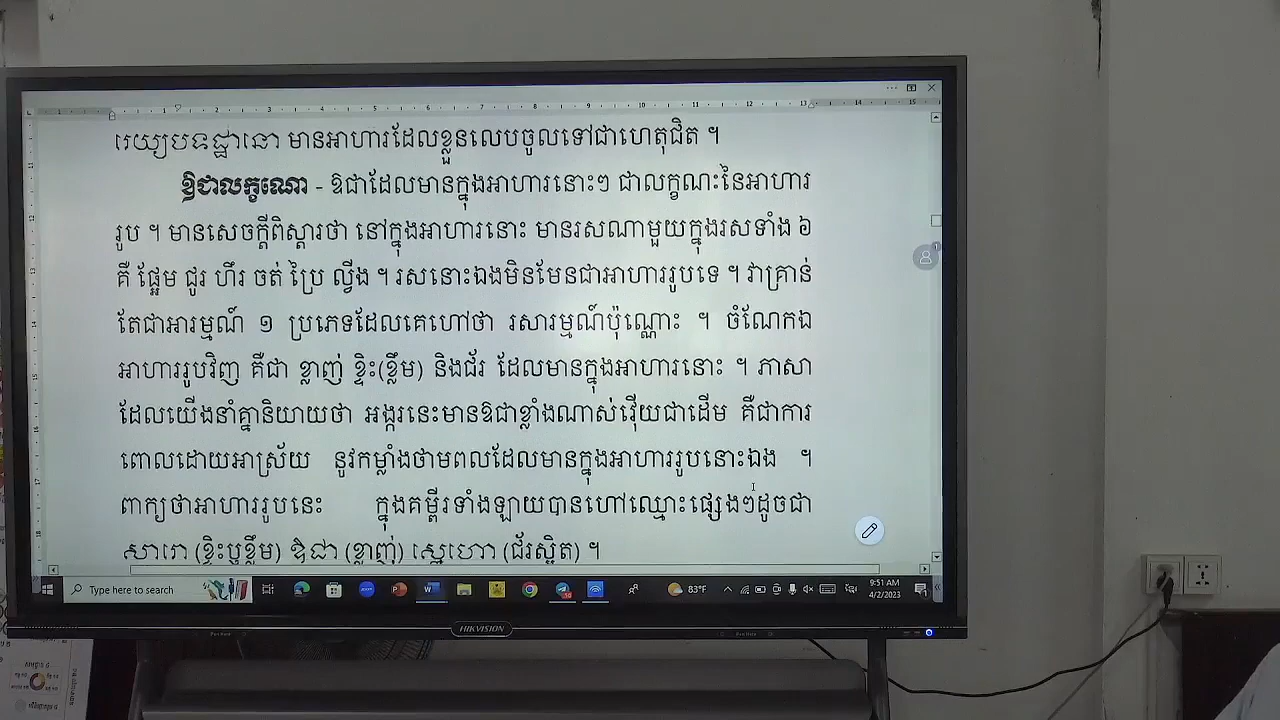 មានអាហារដែលខ្លួនលេបចូលទៅជាហេតុជិត ។
ឱជាលក្ខណោ - ឱជាដែលមានក្នុងអាហារនោះៗ ជាលក្ខណះនៃអាហារ
រូប ។ មានសេចក្តីពិស្តារថា នៅក្នុងអាហារនោះ មានរសណាមួយក្នុងរសទាំង ៦
គឺ ផ្អែម ជូរ ហឹរ ចត់ ប្រៃ ល្វីង ។ រសនោះឯងមិនមែនជាអាហាររូបទេ ។ វាគ្រាន់
តែជាអារម្មណ៍ ១ ប្រភេទដែលគេហៅថា រសារម្មណ៍ប៉ុណ្ណោះ ។ ចំណែកឯ
អាហាររូបវិញ គឺជា ខ្លាញ់ ខ្ទិះ(ខ្លឹម) និងជ័រ ដែលមានក្នុងអាហារនោះ ។ ភាសា
ដែលយើងនាំគ្នានិយាយថា អង្ករនេះមានឱជាខ្លាំងណាស់វ៉ើយជាដើម គឺជាការ
ពោលដោយអាស្រ័យ នូវកម្លាំងថាមពលដែលមានក្នុងអាហាររូបនោះឯង ។
ពាក្យថាអាហាររូបនេះ ក្នុងគម្ពីរទាំងឡាយបានហៅឈ្មោះផ្សេងៗដូចជា
សារោ (ខ្ទិះឬខ្លឹម) ឱជា (ខ្លាញ់) ស្នេហោ (ជ័រស្អិត) ។
Type here to search
83°F
9:51 AM
4/2/2023
HIKVISION